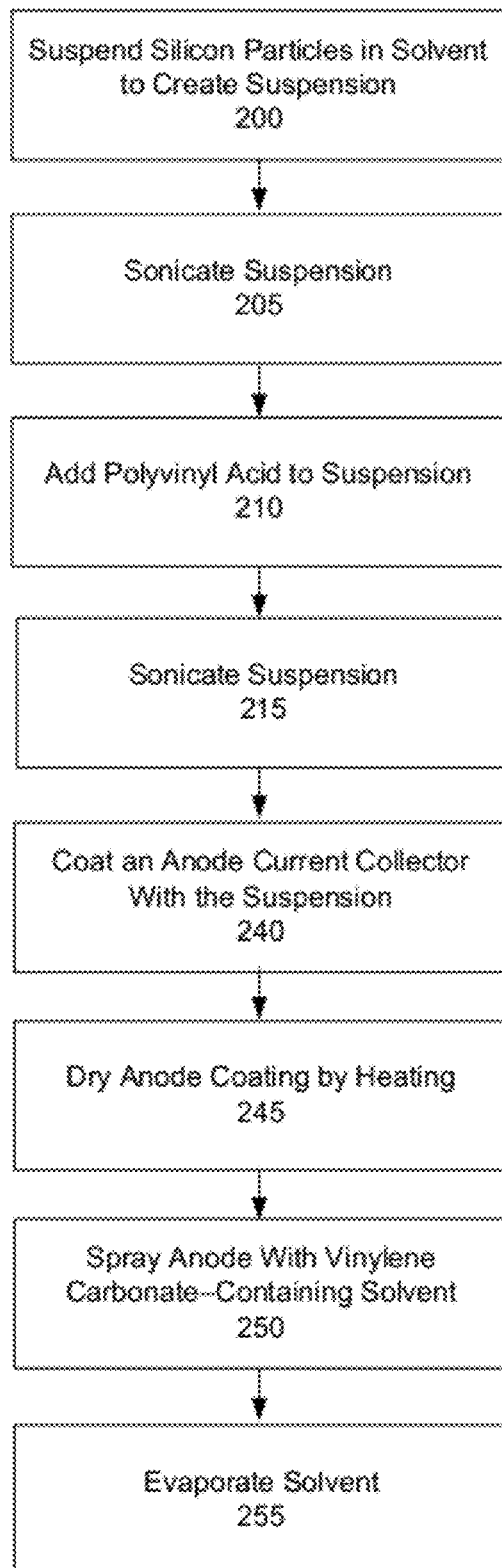 Suspend Silicon Particles in Solvent
to Create Suspension
200
Sonicate Suspension
205
Add Polyvinyl Acid to Suspension
210
Sonicate Suspension
215
Coat an Anode Current Collector
With the Suspension
240
Dry Anode Coating by Heating
245
Spray Anode With Vinylene
Carbonate–Containing Solvent
250
Evaporate Solvent
255